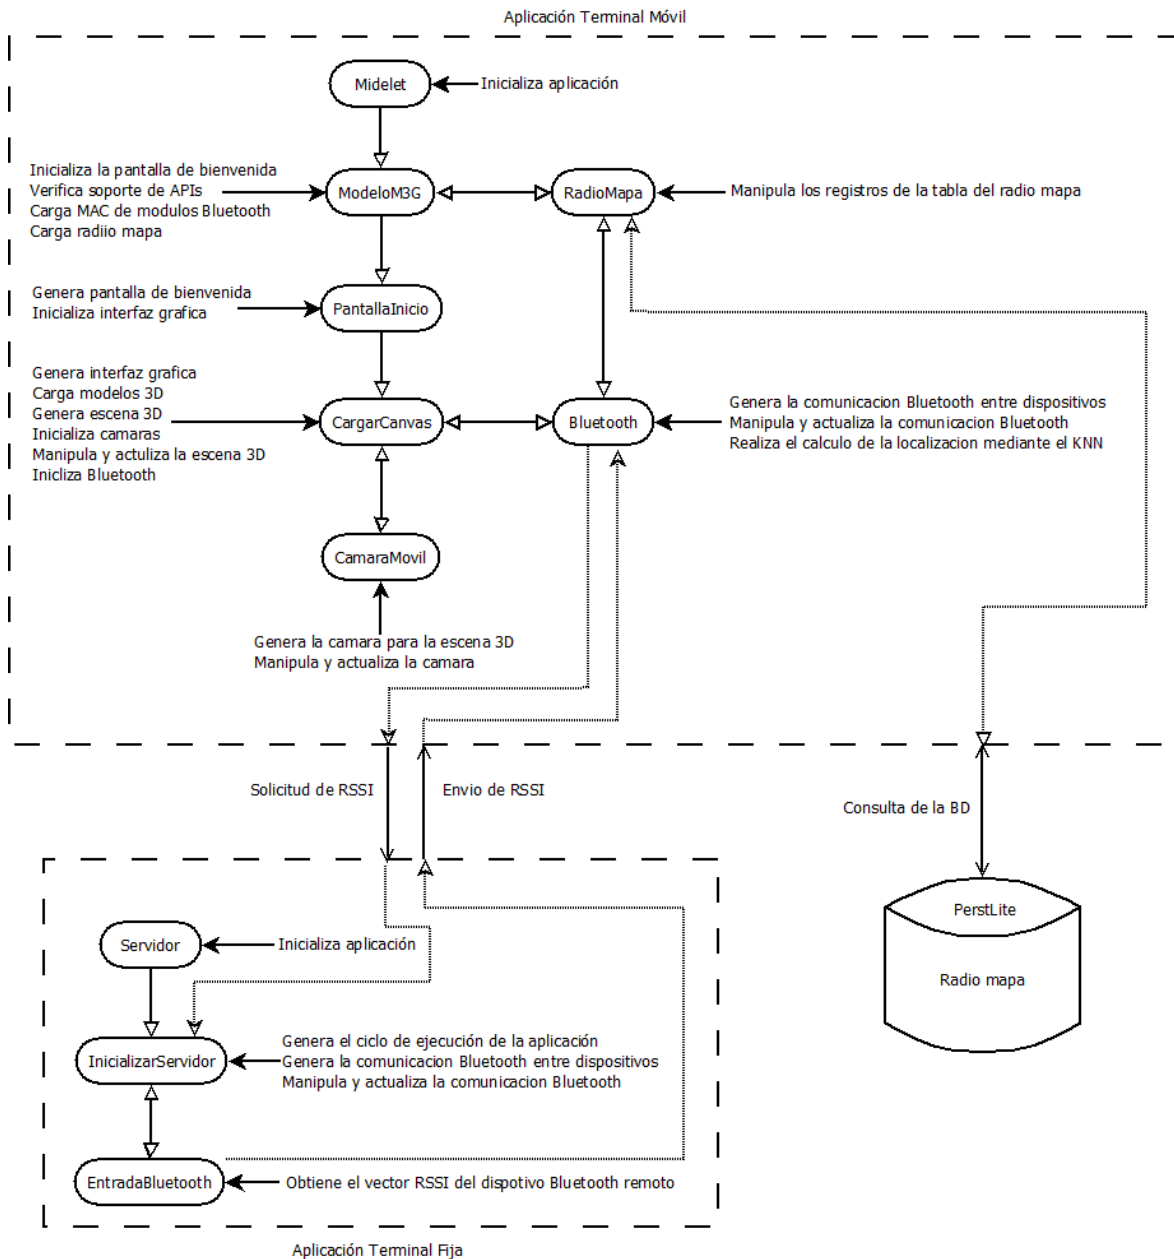 Aplicación Terminal Móvil
Midelet
Inicializa aplicación
Inicializa la pantalla de bienvenida
Verifica soporte de APIs
Carga MAC de modulos Bluetooth
Carga radiio mapa
ModeloM3G
RadioMapa
Manipula los registros de la tabla del radio mapa
Genera pantalla de bienvenida
Inicializa interfaz grafica
PantallaInicio
Genera interfaz grafica
Carga modelos 3D
Genera escena 3D
Inicializa camaras
Manipula y actuliza la escena 3D
Inicliza Bluetooth
CargarCanvas
Bluetooth
Genera la comunicacion Bluetooth entre dispositivos
Manipula y actualiza la comunicacion Bluetooth
Realiza el calculo de la localizacion mediante el KNN
CamaraMovil
Genera la camara para la escena 3D
Manipula y actualiza la camara
Solicitud de RSSI
Envio de RSSI
Consulta de la BD
PerstLite
Radio mapa
Servidor
Inicializa aplicación
InicializarServidor
Genera el ciclo de ejecución de la aplicación
Genera la comunicacion Bluetooth entre dispositivos
Manipula y actualiza la comunicacion Bluetooth
EntradaBluetooth
Obtiene el vector RSSI del dispotivo Bluetooth remoto
Aplicación Terminal Fija